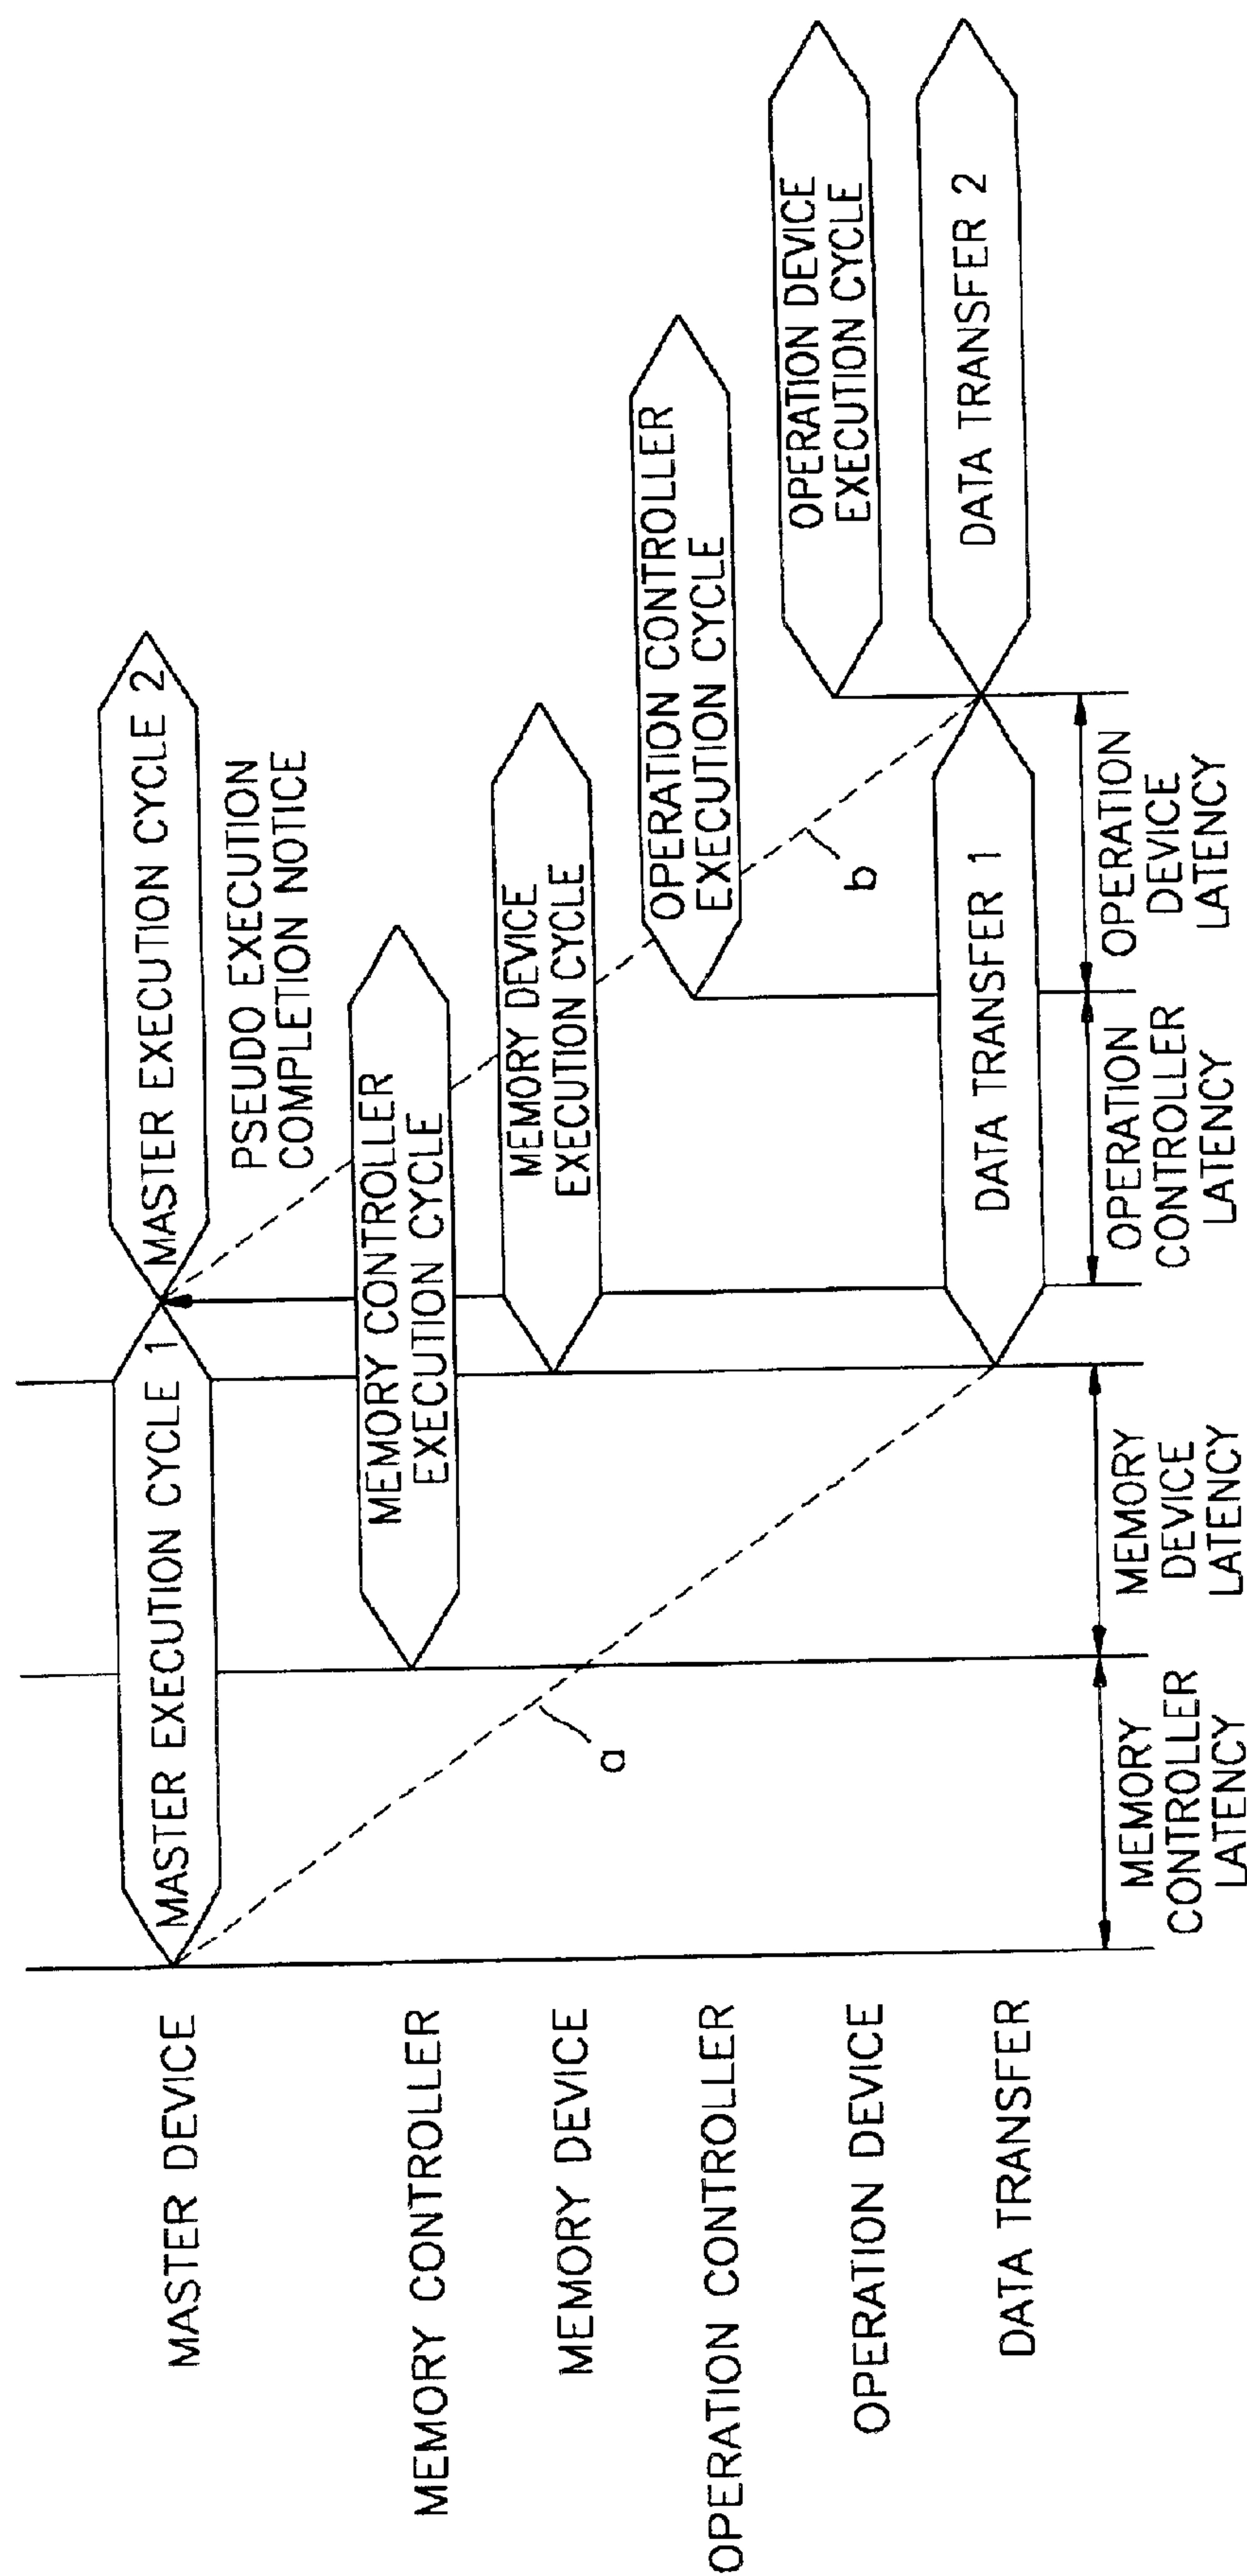 MASTER DEVICE
MASTER EXECUTION CYCLE 1
MASTER EXECUTION CYCLE 2
PSEUDO EXECUTION
COMPLETION NOTICE
MEMORY CONTROLLER
MEMORY CONTROLLER
EXECUTION CYCLE
MEMORY DEVICE
MEMORY DEVICE
EXECUTION CYCLE
OPERATION CONTROLLER
OPERATION CONTROLLER
EXECUTION CYCLE
OPERATION DEVICE
OPERATION DEVICE
EXECUTION CYCLE
a
b
DATA TRANSFER
DATA TRANSFER 1
DATA TRANSFER 2
MEMORY
CONTROLLER
LATENCY
MEMORY
DEVICE
LATENCY
OPERATION
CONTROLLER
LATENCY
OPERATION
DEVICE
LATENCY